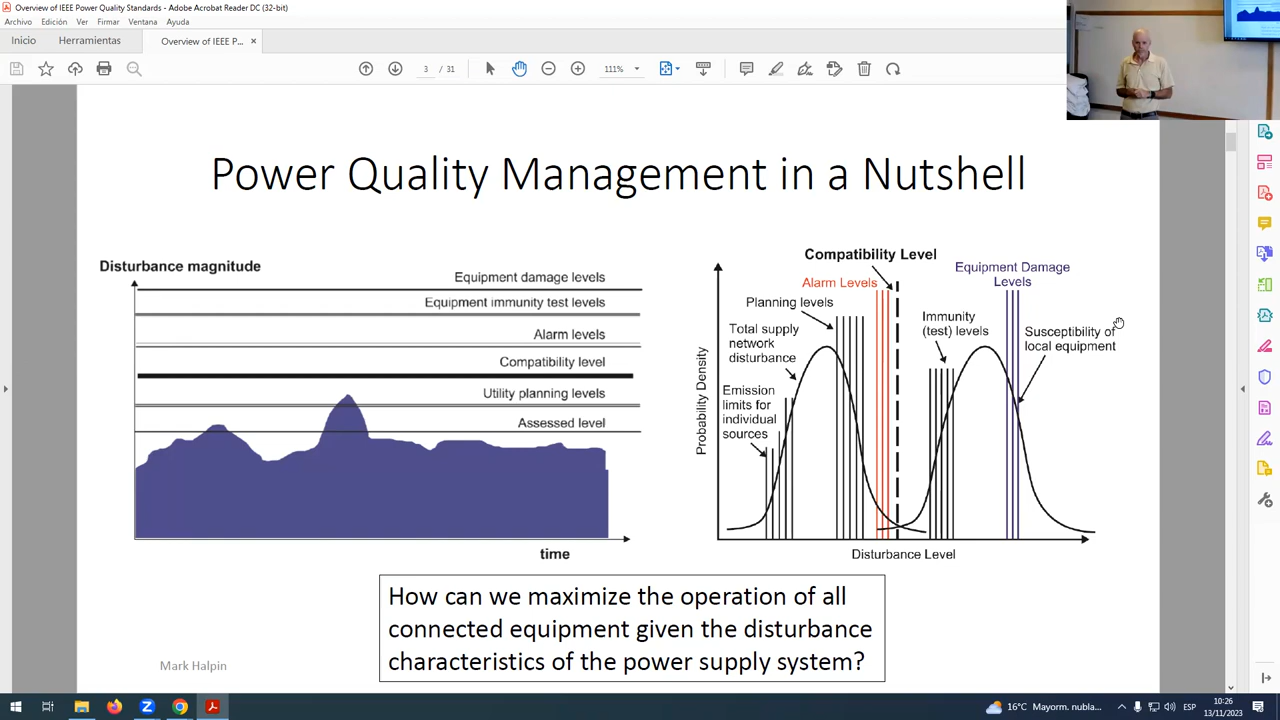 Overview of IEEE Power Quality Standards - Adobe Acrobat Reader DC (32-bit)
Archivo Edición Ver Firmar Ventana Ayuda
Inicio Herramientas Overview of IEEE P... ×
3 / 31 111%
Power Quality Management in a Nutshell
Disturbance magnitude
Equipment damage levels
Equipment immunity test levels
Alarm levels
Compatibility level
Utility planning levels
Assessed level
time
Compatibility Level
Alarm Levels
Equipment Damage
Levels
Planning levels
Immunity
(test) levels
Total supply
network
disturbance
Susceptibility of
local equipment
Emission
limits for
individual
sources
Probability Density
Disturbance Level
How can we maximize the operation of all
connected equipment given the disturbance
characteristics of the power supply system?
Mark Halpin
16°C Mayorm. nubla... ESP 10:26
13/11/2023